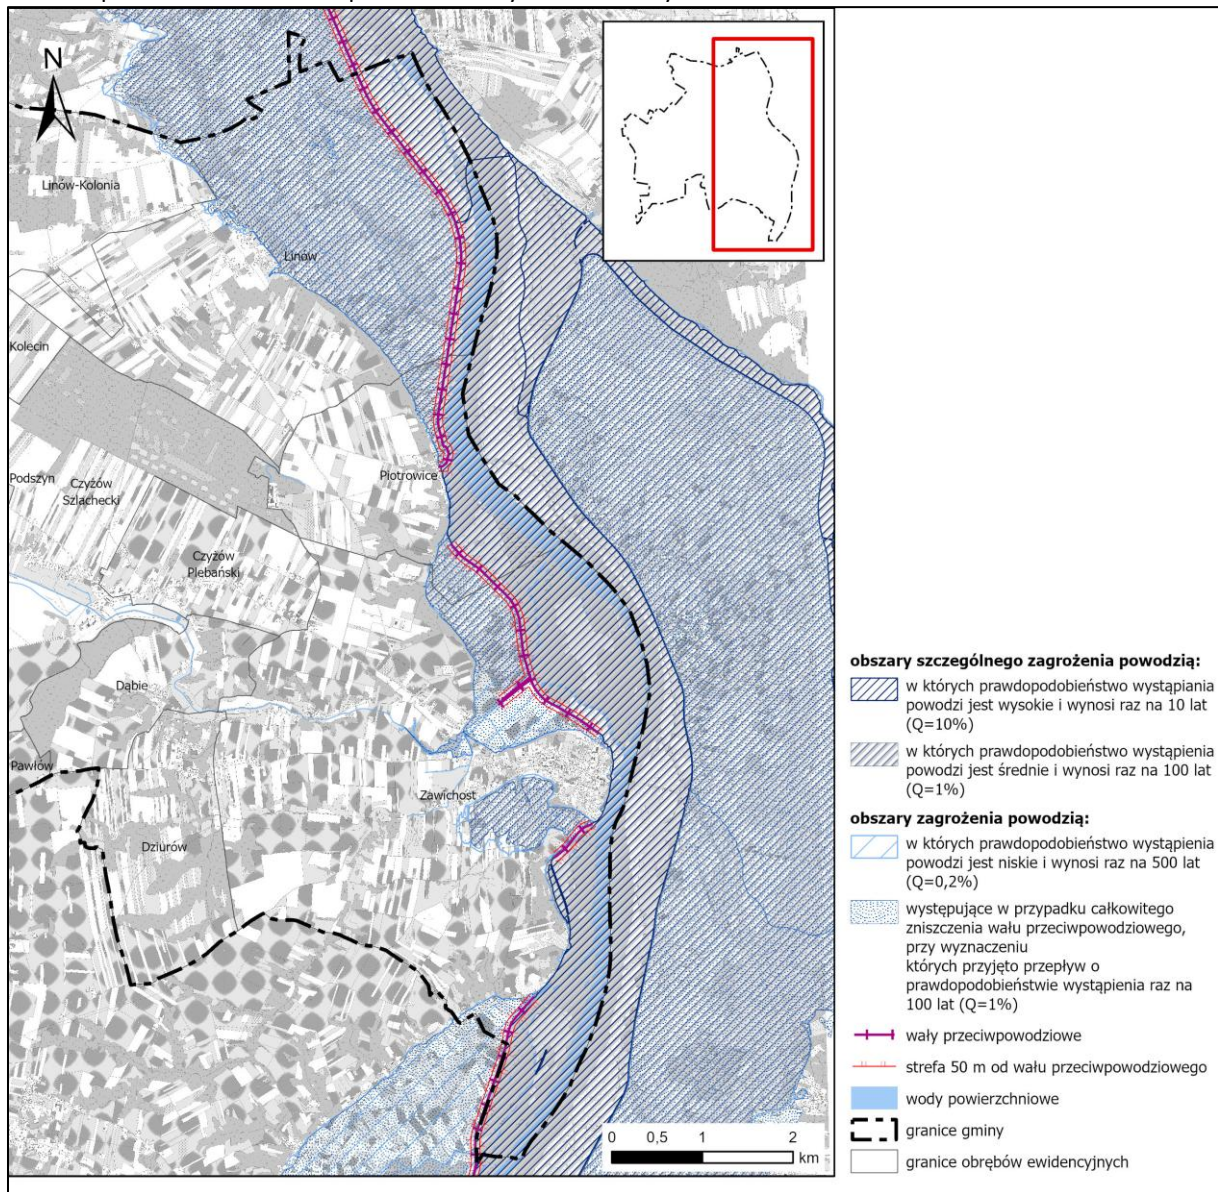 N
Linów-Kolonia
Linów
Kolecin
Piotrowice
Podszyn
Czyżów
Szlachecki
Czyżów
Plebański
Dąbie
Pawłów
Zawichost
Dziurów
0 0,5 1 2
km
obszary szczególnego zagrożenia powodzią:
w których prawdopodobieństwo wystąpiania
powodzi jest wysokie i wynosi raz na 10 lat
(Q=10%)
w których prawdopodobieństwo wystąpienia
powodzi jest średnie i wynosi raz na 100 lat
(Q=1%)
obszary zagrożenia powodzią:
w których prawdopodobieństwo wystąpienia
powodzi jest niskie i wynosi raz na 500 lat
(Q=0,2%)
występujące w przypadku całkowitego
zniszczenia wału przeciwpowodziowego,
przy wyznaczeniu
których przyjęto przepływ o
prawdopodobieństwie wystąpienia raz na
100 lat (Q=1%)
wały przeciwpowodziowe
strefa 50 m od wału przeciwpowodziowego
wody powierzchniowe
granice gminy
granice obrębów ewidencyjnych